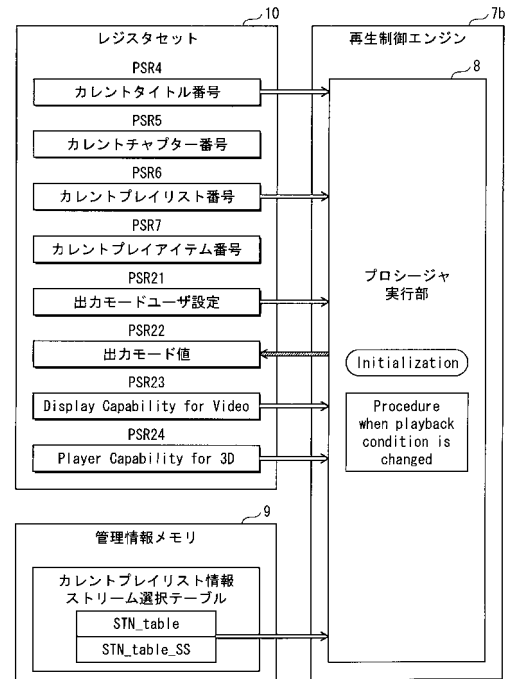 10
レジスタセット
PSR4
カレントタイトル番号
PSR5
カレントチャプター番号
PSR6
カレントプレイリスト番号
PSR7
カレントプレイアイテム番号
PSR21
出力モードユーザ設定
PSR22
出力モード値
PSR23
Display Capability for Video
PSR24
Player Capability for 3D
9
管理情報メモリ
カレントプレイリスト情報
ストリーム選択テーブル
STN_table
STN_table_SS
7b
再生制御エンジン
8
プロシージャ
実行部
Initialization
Procedure
when playback
condition is
changed